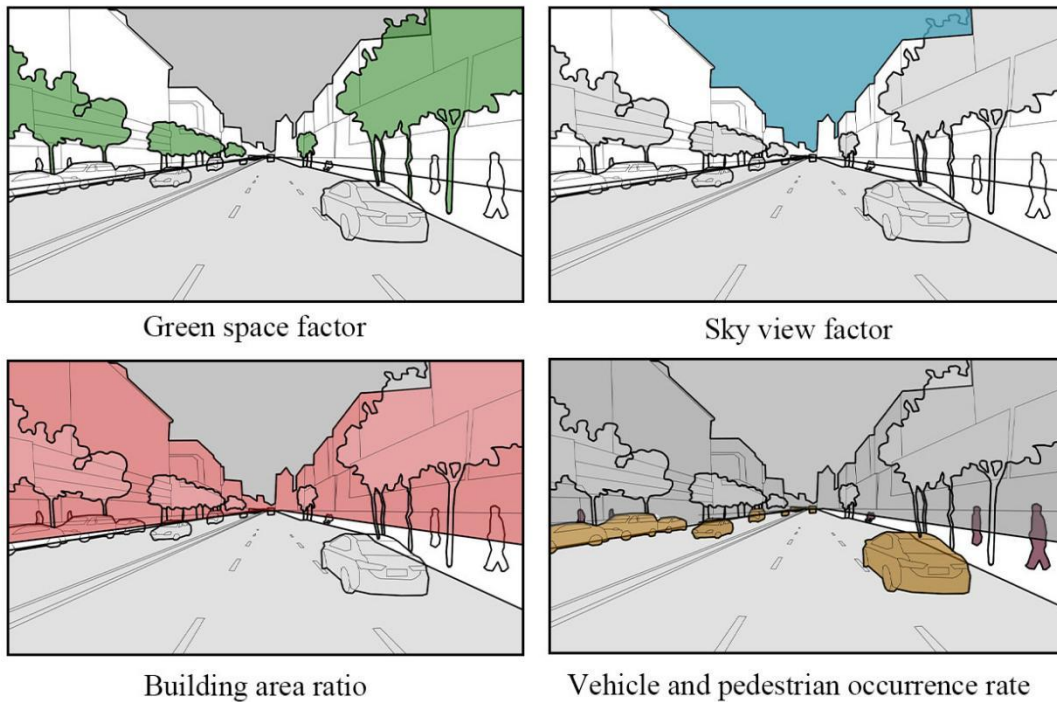 Green space factor
Sky view factor
Building area ratio
Vehicle and pedestrian occurrence rate